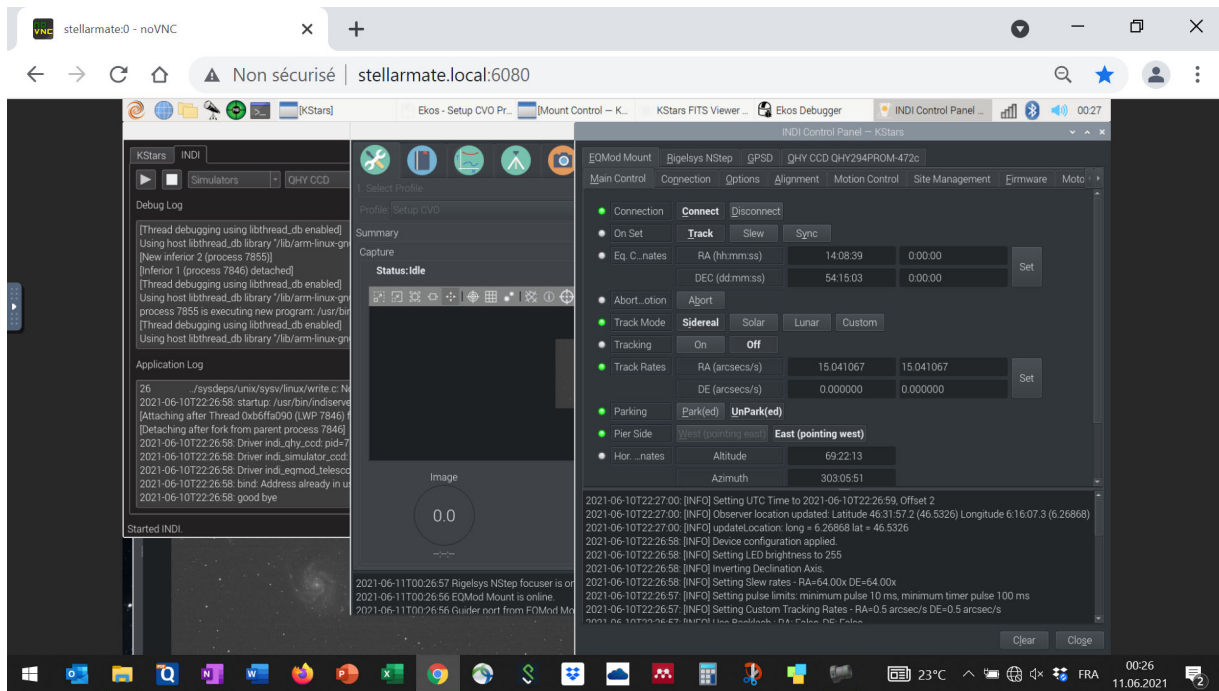 stellarmate:0 - noVNC
Non sécurisé | stellarmate.local:6080
[KStars] Ekos - Setup CVO Pr... [Mount Control — K... KStars FITS Viewer ... Ekos Debugger INDI Control Panel ... 00:27
KStars INDI
Simulators QHY CCD
Debug Log
[Thread debugging using libthread_db enabled]
Using host libthread_db library "/lib/arm-linux-gn
[New inferior 2 (process 7855)]
[Inferior 1 (process 7846) detached]
[Thread debugging using libthread_db enabled]
Using host libthread_db library "/lib/arm-linux-gn
process 7855 is executing new program: /usr/bin
[Thread debugging using libthread_db enabled]
Using host libthread_db library "/lib/arm-linux-gn
Application Log
26 ../sysdeps/unix/sysv/linux/write.c: No
2021-06-10T22:26:58: startup: /usr/bin/indiserve
[Attaching after Thread 0xb6ffa090 (LWP 7846) f
[Detaching after fork from parent process 7846]
2021-06-10T22:26:58: Driver indi_qhy_ccd: pid=7
2021-06-10T22:26:58: Driver indi_simulator_ccd:
2021-06-10T22:26:58: Driver indi_eqmod_telesco
2021-06-10T22:26:58: bind: Address already in u
2021-06-10T22:26:58: good bye
Started INDI.
1. Select Profile
Profile: Setup CVO
Summary
Capture
Status: Idle
Image
0.0
--:--:--
2021-06-11T00:26:57 Rigelsys NStep focuser is on
2021-06-11T00:26:56 EQMod Mount is online.
2021-06-11T00:26:56 Guider port from EQMod Mo
INDI Control Panel — KStars
EQMod Mount Rigelsys NStep GPSD QHY CCD QHY294PROM-472c
Main Control Connection Options Alignment Motion Control Site Management Firmware Moto
Connection Connect Disconnect
On Set Track Slew Sync
Eq. C...nates RA (hh:mm:ss) 14:08:39 0:00:00 Set
DEC (dd:mm:ss) 54:15:03 0:00:00
Abort...otion Abort
Track Mode Sidereal Solar Lunar Custom
Tracking On Off
Track Rates RA (arcsecs/s) 15.041067 15.041067 Set
DE (arcsecs/s) 0.000000 0.000000
Parking Park(ed) UnPark(ed)
Pier Side West (pointing east) East (pointing west)
Hor. ...nates Altitude 69:22:13
Azimuth 303:05:51
2021-06-10T22:27:00: [INFO] Setting UTC Time to 2021-06-10T22:26:59, Offset 2
2021-06-10T22:27:00: [INFO] Observer location updated: Latitude 46:31:57.2 (46.5326) Longitude 6:16:07.3 (6.26868)
2021-06-10T22:27:00: [INFO] updateLocation: long = 6.26868 lat = 46.5326
2021-06-10T22:26:58: [INFO] Device configuration applied.
2021-06-10T22:26:58: [INFO] Setting LED brightness to 255
2021-06-10T22:26:58: [INFO] Inverting Declination Axis.
2021-06-10T22:26:58: [INFO] Setting Slew rates - RA=64.00x DE=64.00x
2021-06-10T22:26:57: [INFO] Setting pulse limits: minimum pulse 10 ms, minimum timer pulse 100 ms
2021-06-10T22:26:57: [INFO] Setting Custom Tracking Rates - RA=0.5 arcsec/s DE=0.5 arcsec/s
2021-06-10T22:26:57: [INFO] Use Backlash : RA: False, DE: False
Clear Close
23°C FRA 00:26
11.06.2021